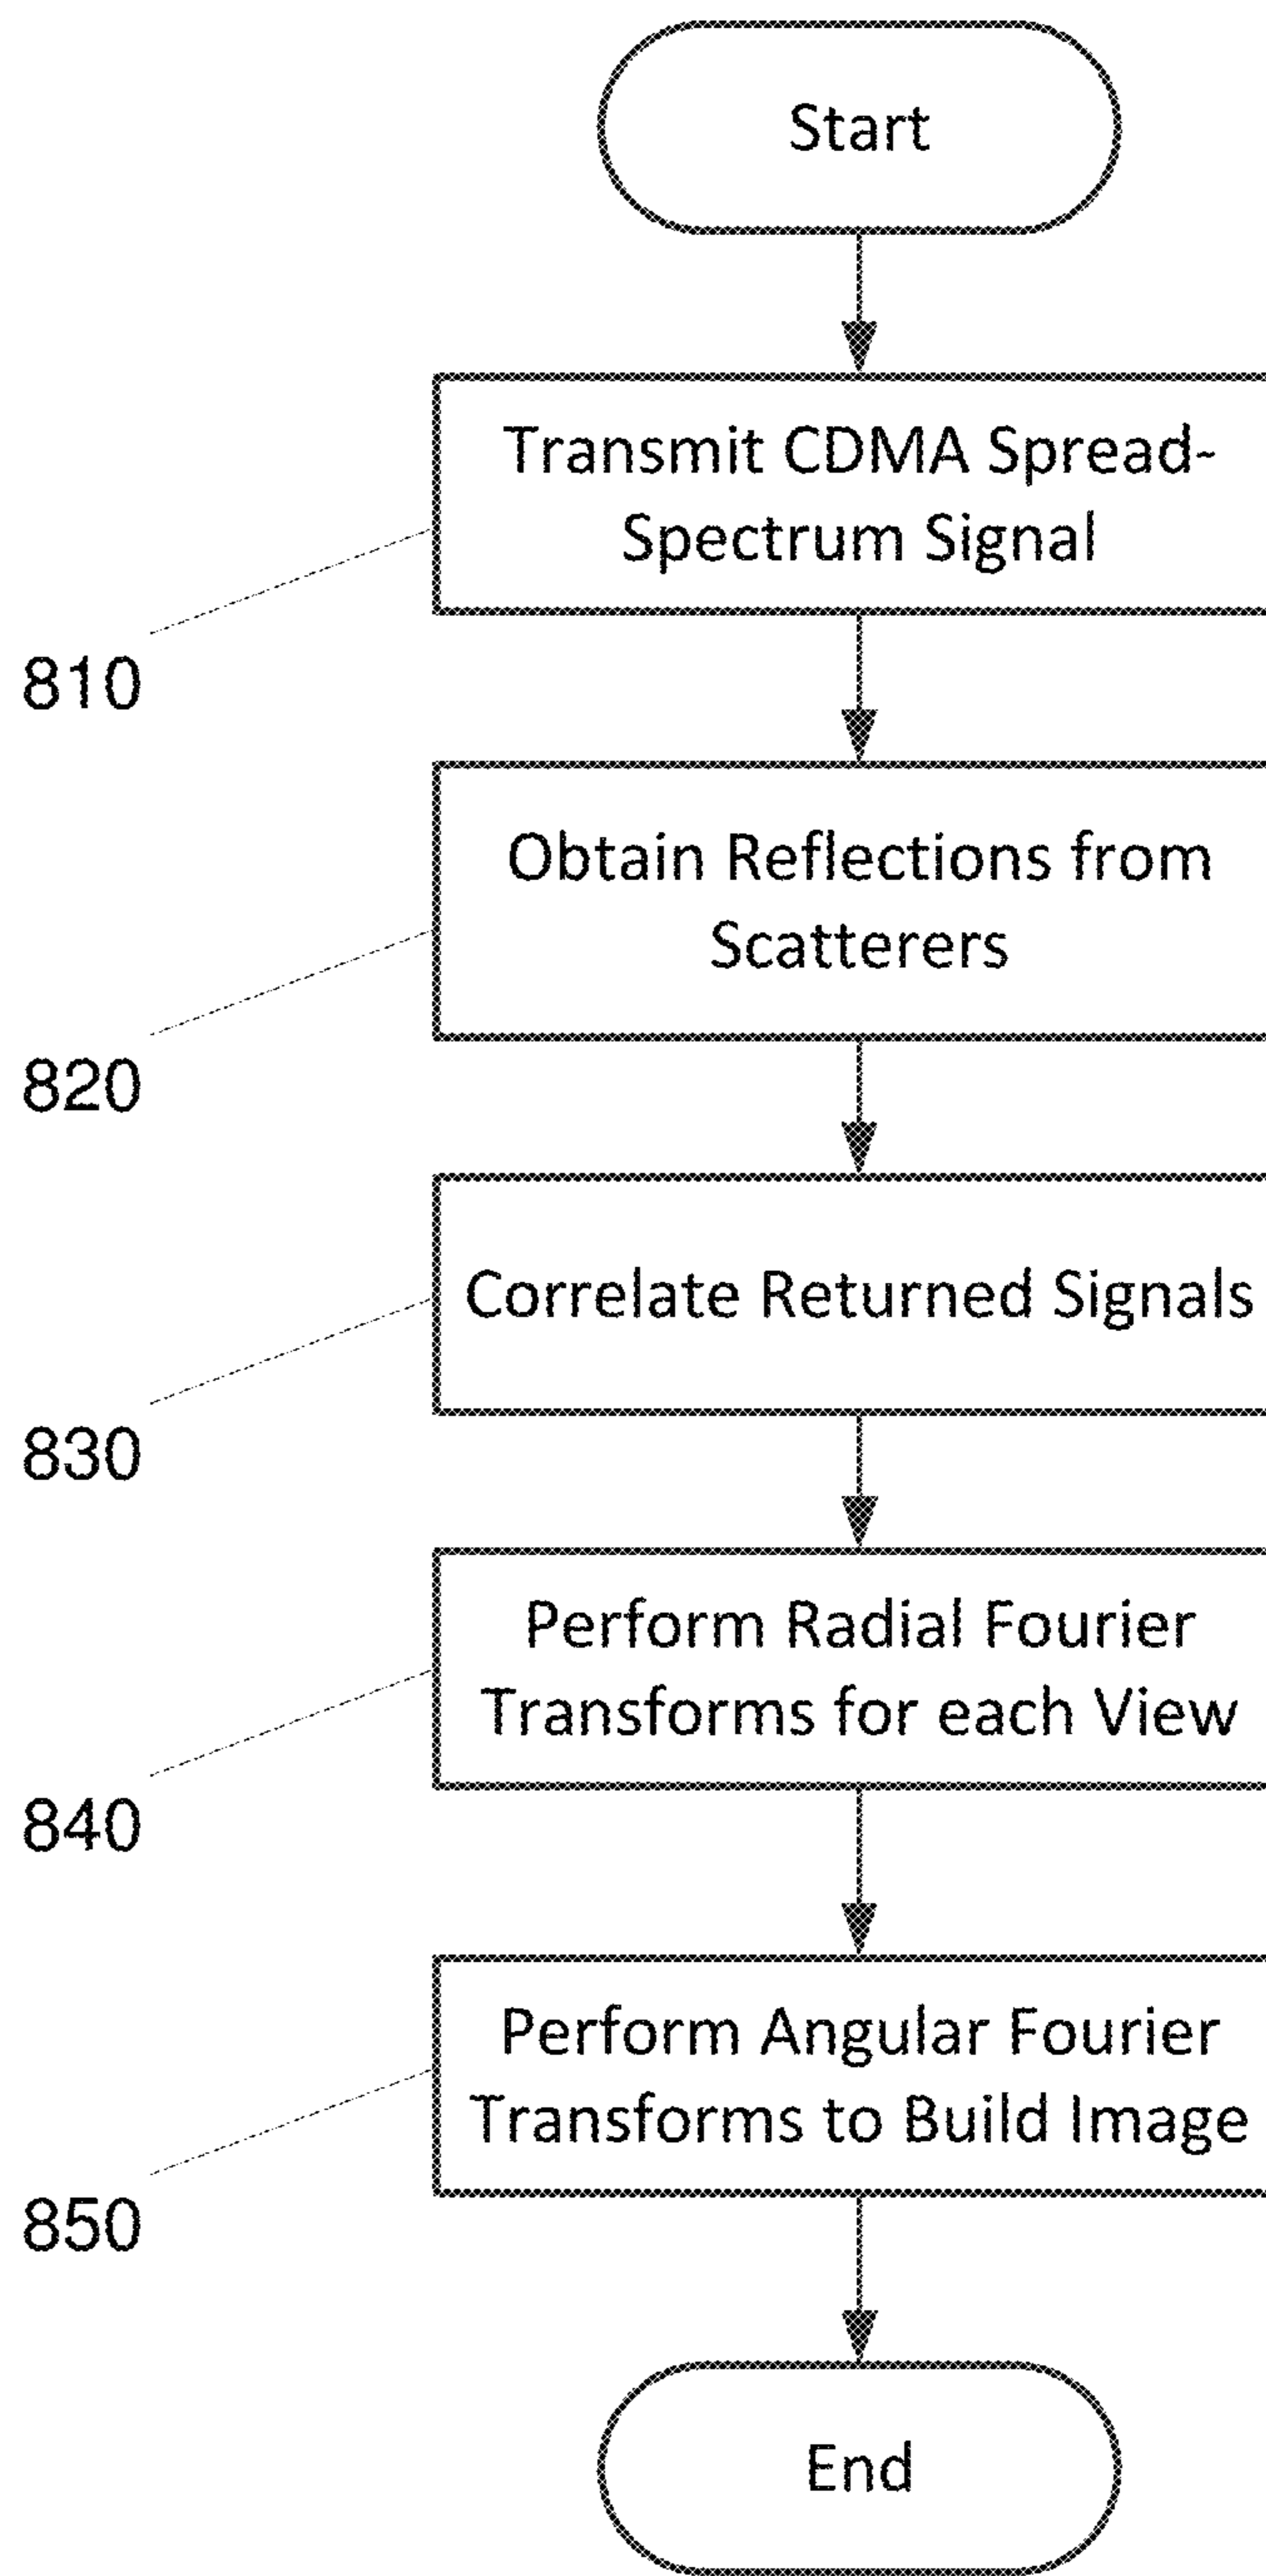 Start
Transmit CDMA Spread-
Spectrum Signal
810
Obtain Reflections from
Scatterers
820
Correlate Returned Signals
830
Perform Radial Fourier
Transforms for each View
840
Perform Angular Fourier
Transforms to Build Image
850
End